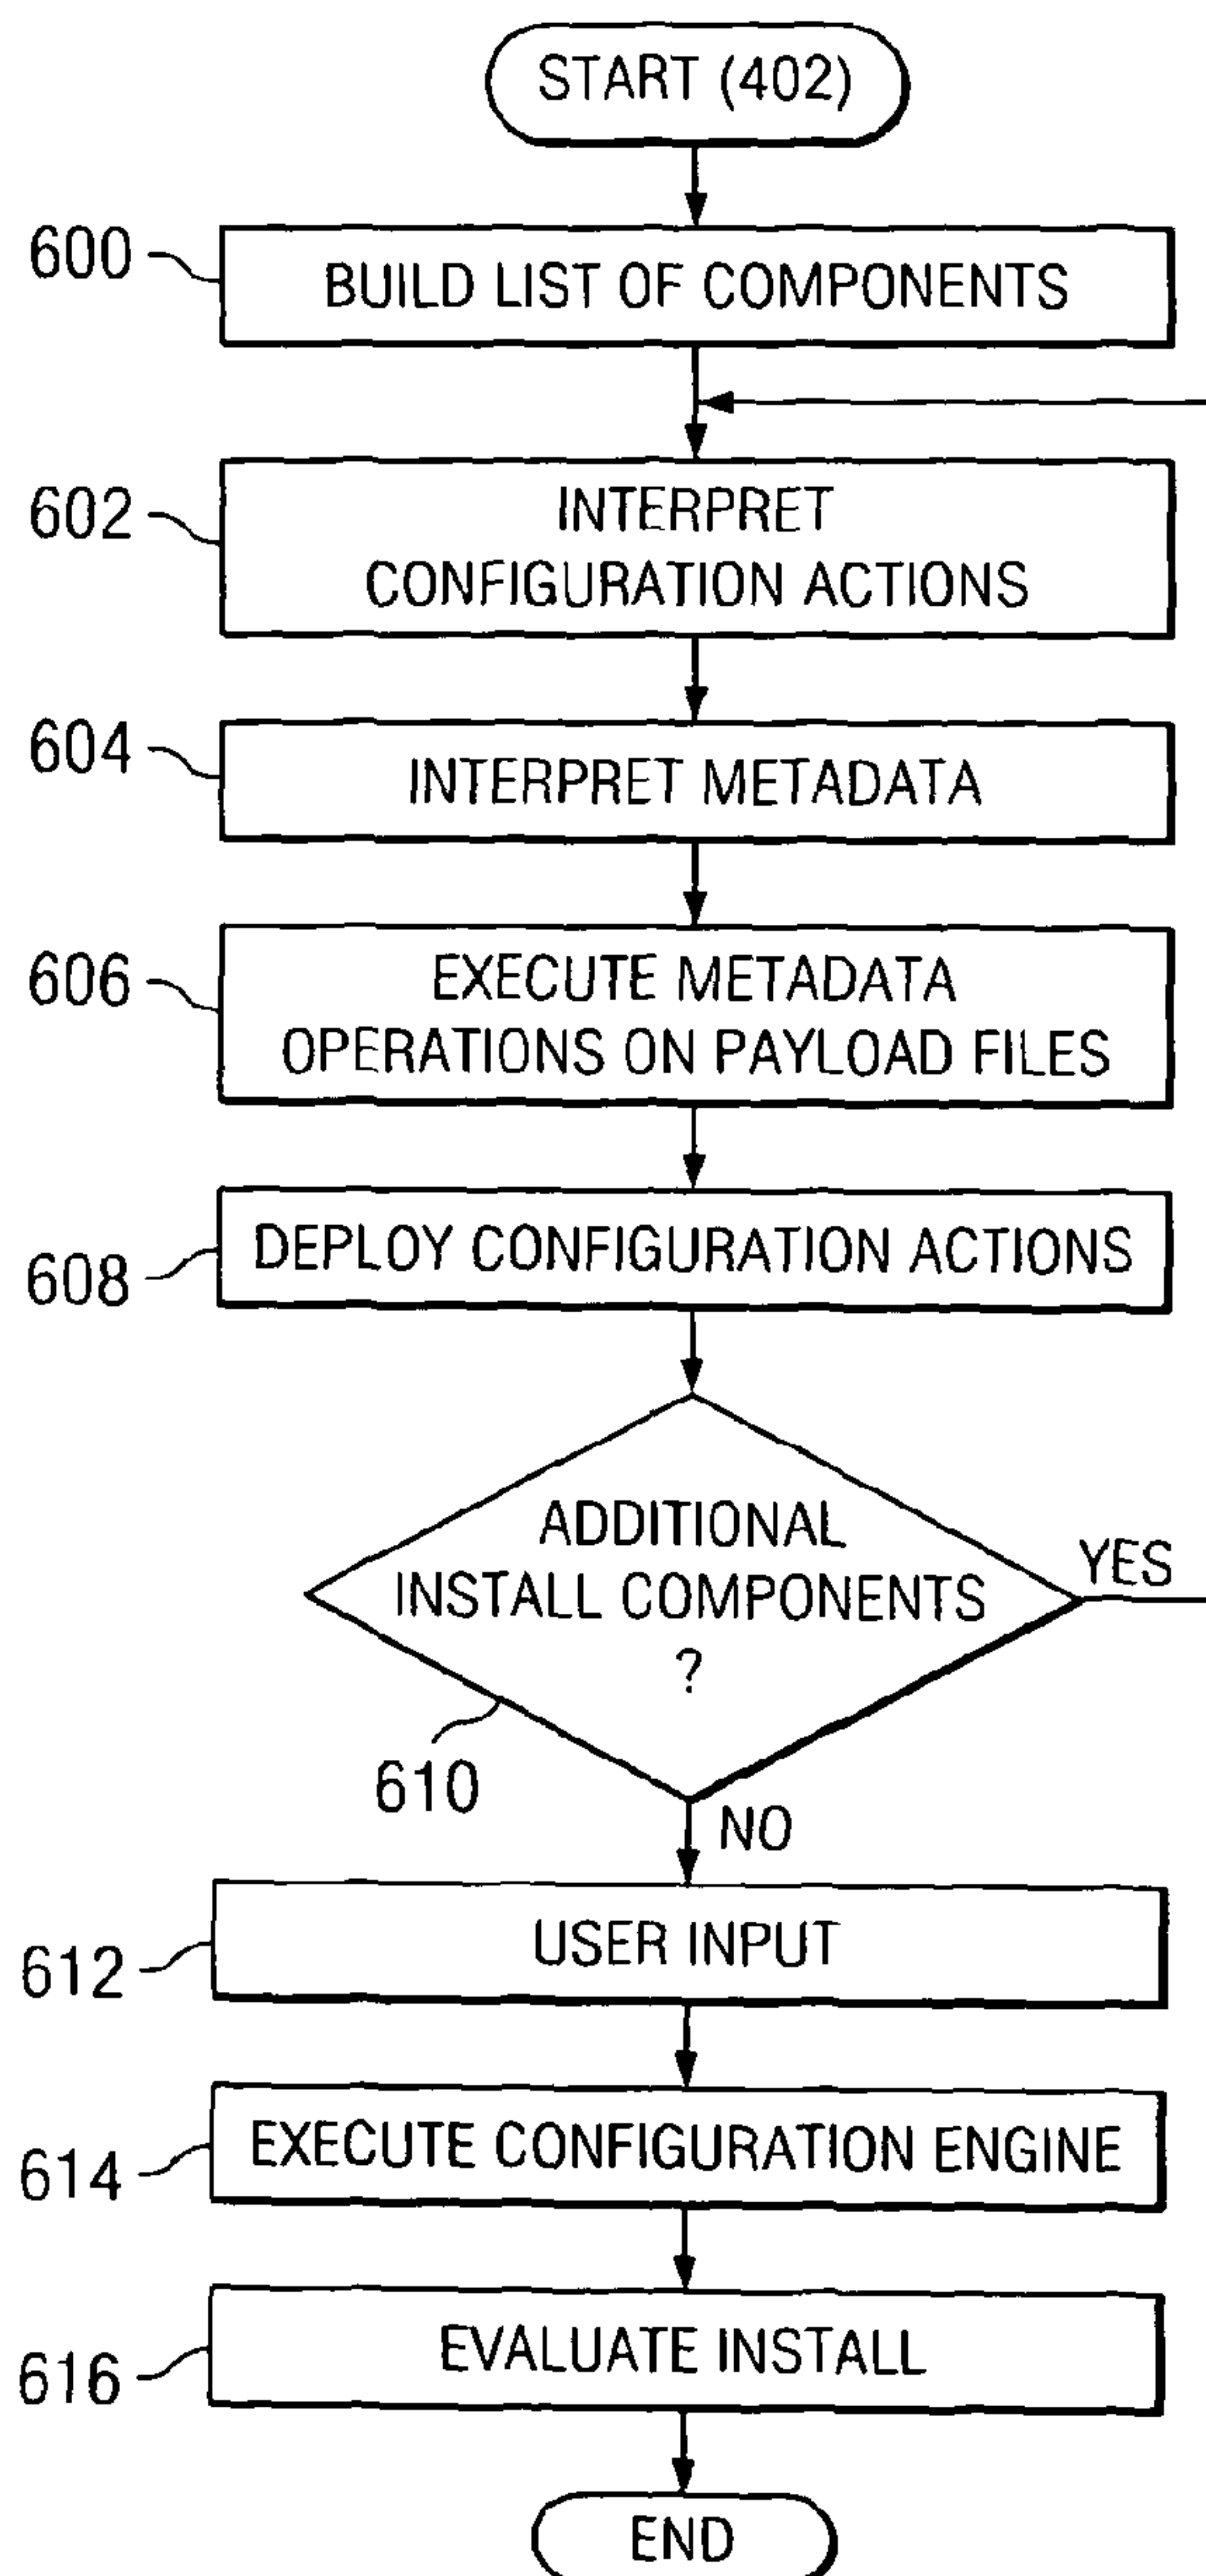 START (402)
600
BUILD LIST OF COMPONENTS
602
INTERPRET
CONFIGURATION ACTIONS
604
INTERPRET METADATA
606
EXECUTE METADATA
OPERATIONS ON PAYLOAD FILES
608
DEPLOY CONFIGURATION ACTIONS
ADDITIONAL
INSTALL COMPONENTS
?
YES
610
NO
612
USER INPUT
614
EXECUTE CONFIGURATION ENGINE
616
EVALUATE INSTALL
END